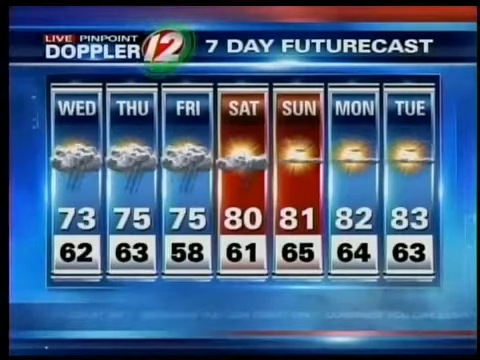 LIVE PINPOINT
DOPPLER 12 7 DAY FUTURECAST
WED THU FRI SAT SUN MON TUE
73 75 75 80 81 82 83
62 63 58 61 65 64 63